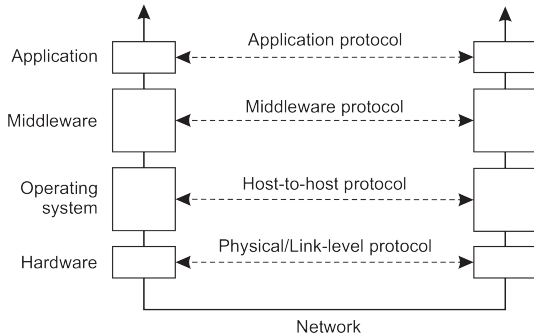 Application
Application protocol
Middleware
Middleware protocol
Operating
system
Host-to-host protocol
Hardware
Physical/Link-level protocol
Network